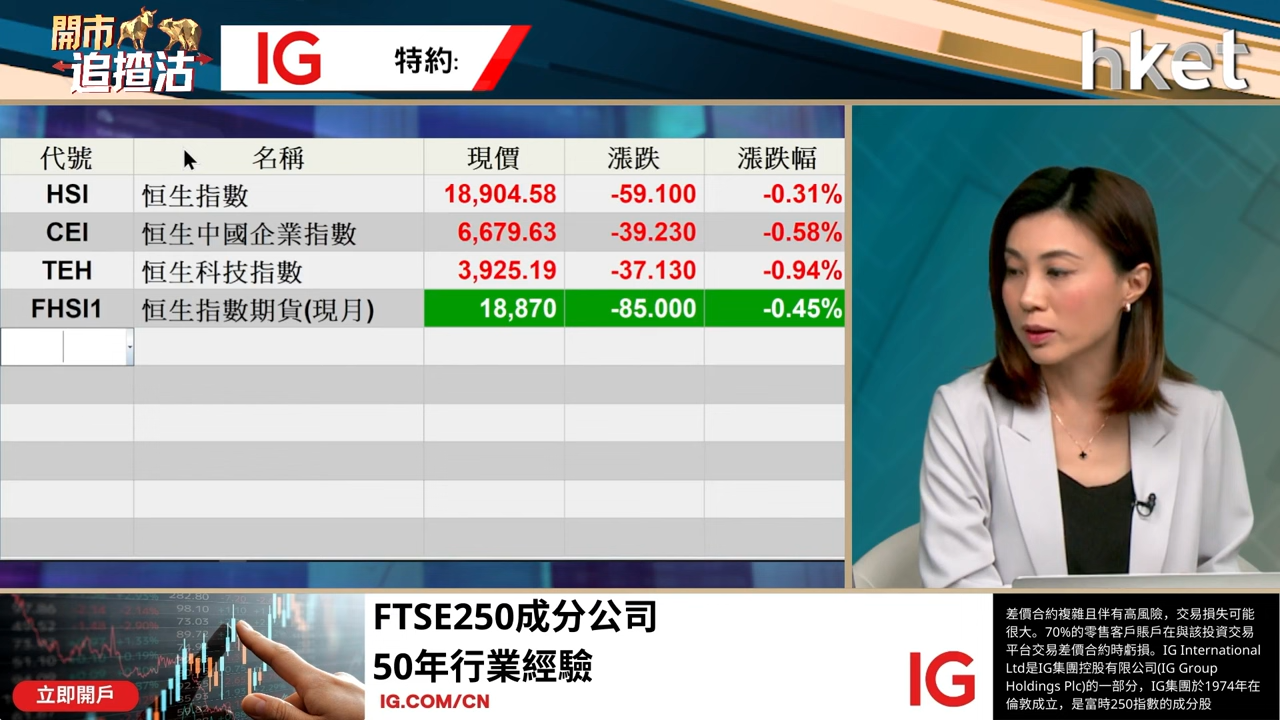 開市
追揸沽
IG 特約:
hket
代號 名稱 現價 漲跌 漲跌幅
HSI 恒生指數 18,904.58 -59.100 -0.31%
CEI 恒生中國企業指數 6,679.63 -39.230 -0.58%
TEH 恒生科技指數 3,925.19 -37.130 -0.94%
FHSI1 恒生指數期貨(現月) 18,870 -85.000 -0.45%
立即開戶
FTSE250成分公司
50年行業經驗
IG.COM/CN
IG
差價合約複雜且伴有高風險，交易損失可能
很大。70%的零售客戶賬戶在與該投資交易
平台交易差價合約時虧損。IG International
Ltd是IG集團控股有限公司(IG Group
Holdings Plc)的一部分，IG集團於1974年在
倫敦成立，是富時250指數的成分股